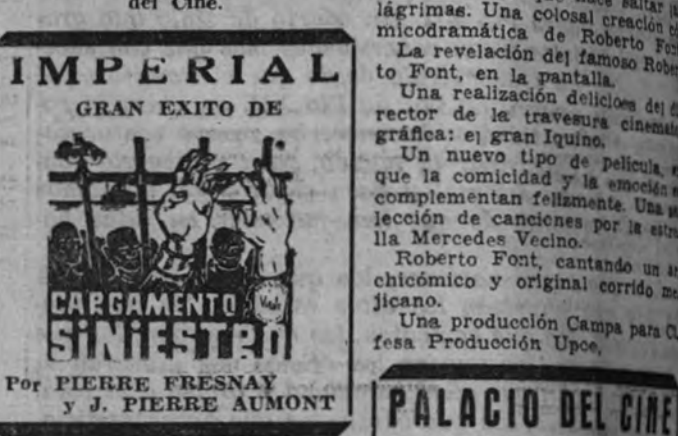 del Cine.
IMPERIAL
GRAN EXITO DE
CARGAMENTO
SiNiESTRO
Por PIERRE FRESNAY
y J. PIERRE AUMONT
saltar
lágrimas. Una colosal creación
micodramática de Roberto
La revelación del famoso
to Font, en la pantalla.
Una realización deliciosa del
rector de la travesura
gráfica: el gran Iquino.
Un nuevo tipo de película,
que la comicidad y la emoción
complementan felizmente. Una
lección de canciones por la
lla Mercedes Vecino.
Roberto Font, cantando un
chicómico y original corrido
jicano.
Una producción Campa para
fesa Producción Upce,
PALACIO DEL CINE